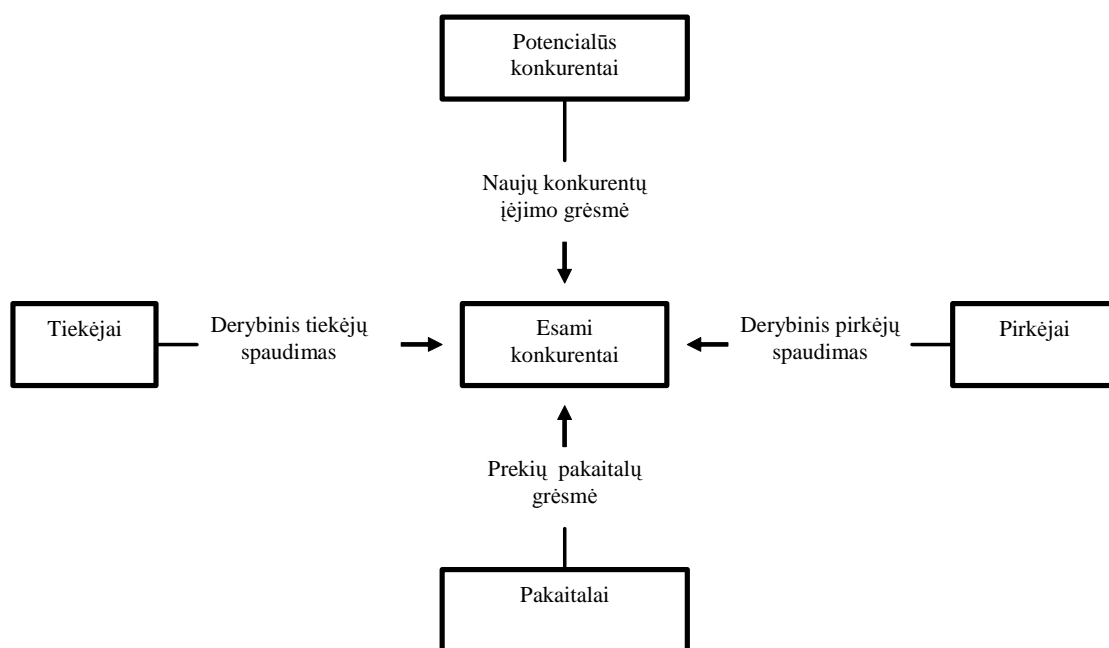 Potencialūs
konkurentai
Naujų konkurentų
įėjimo grėsmė
Tiekėjai
Derybinis tiekėjų
spaudimas
Esami
konkurentai
Derybinis pirkėjų
spaudimas
Pirkėjai
Prekių pakaitalų
grėsmė
Pakaitalai